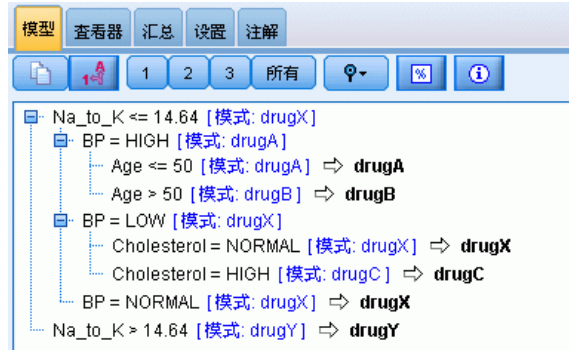 模型 查看器 汇总 设置 注解
1 A 1 2 3 所有 %
Na_to_K <= 14.64 [模式: drugX]
BP = HIGH [模式: drugA]
Age <= 50 [模式: drugA] ⇨ drugA
Age > 50 [模式: drugB] ⇨ drugB
BP = LOW [模式: drugX]
Cholesterol = NORMAL [模式: drugX] ⇨ drugX
Cholesterol = HIGH [模式: drugC] ⇨ drugC
BP = NORMAL [模式: drugX] ⇨ drugX
Na_to_K > 14.64 [模式: drugY] ⇨ drugY